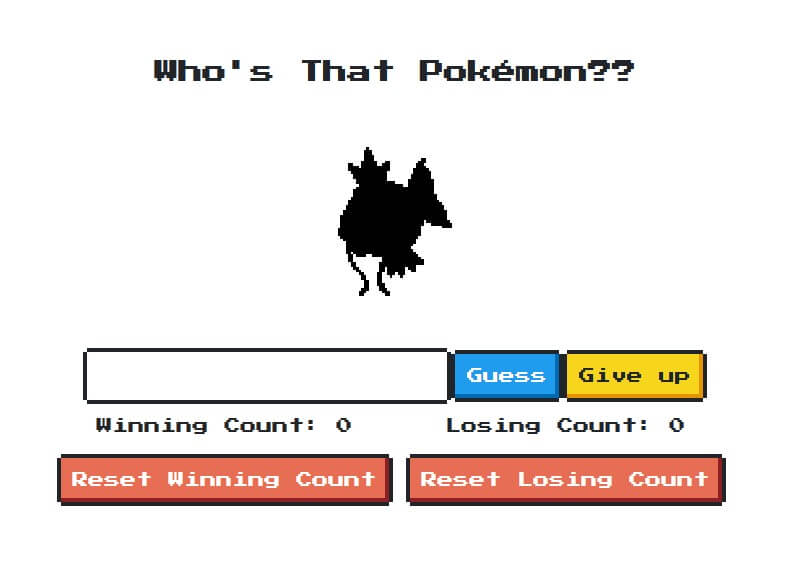 Who's That Pokémon??
Guess
Give up
Winning Count: 0
Losing Count: 0
Reset Winning Count
Reset Losing Count